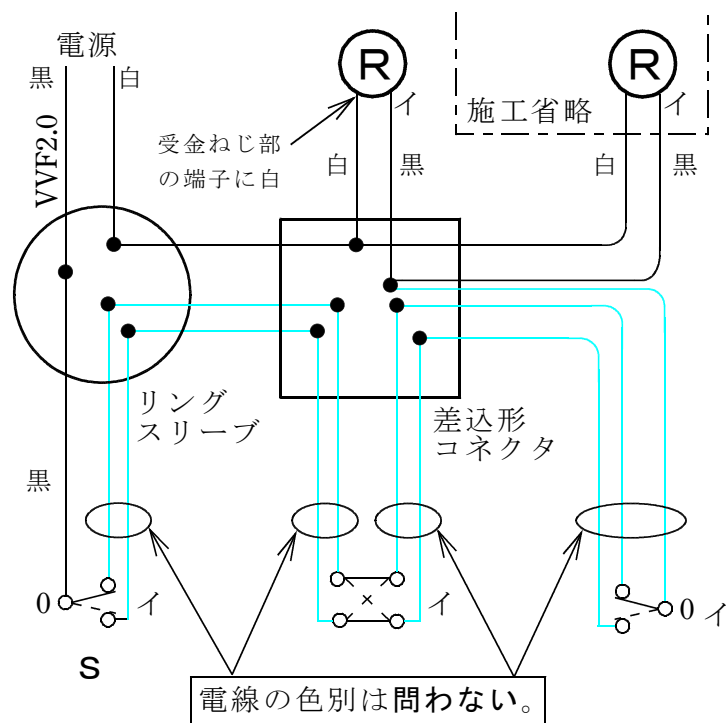 電源
黒
白
VVF2.0
R
イ
受金ねじ部
の端子に白
白
黒
施工省略
R
イ
白
黒
リング
スリーブ
差込形
コネクタ
黒
0
イ
S
イ
0
イ
電線の色別は問わない。